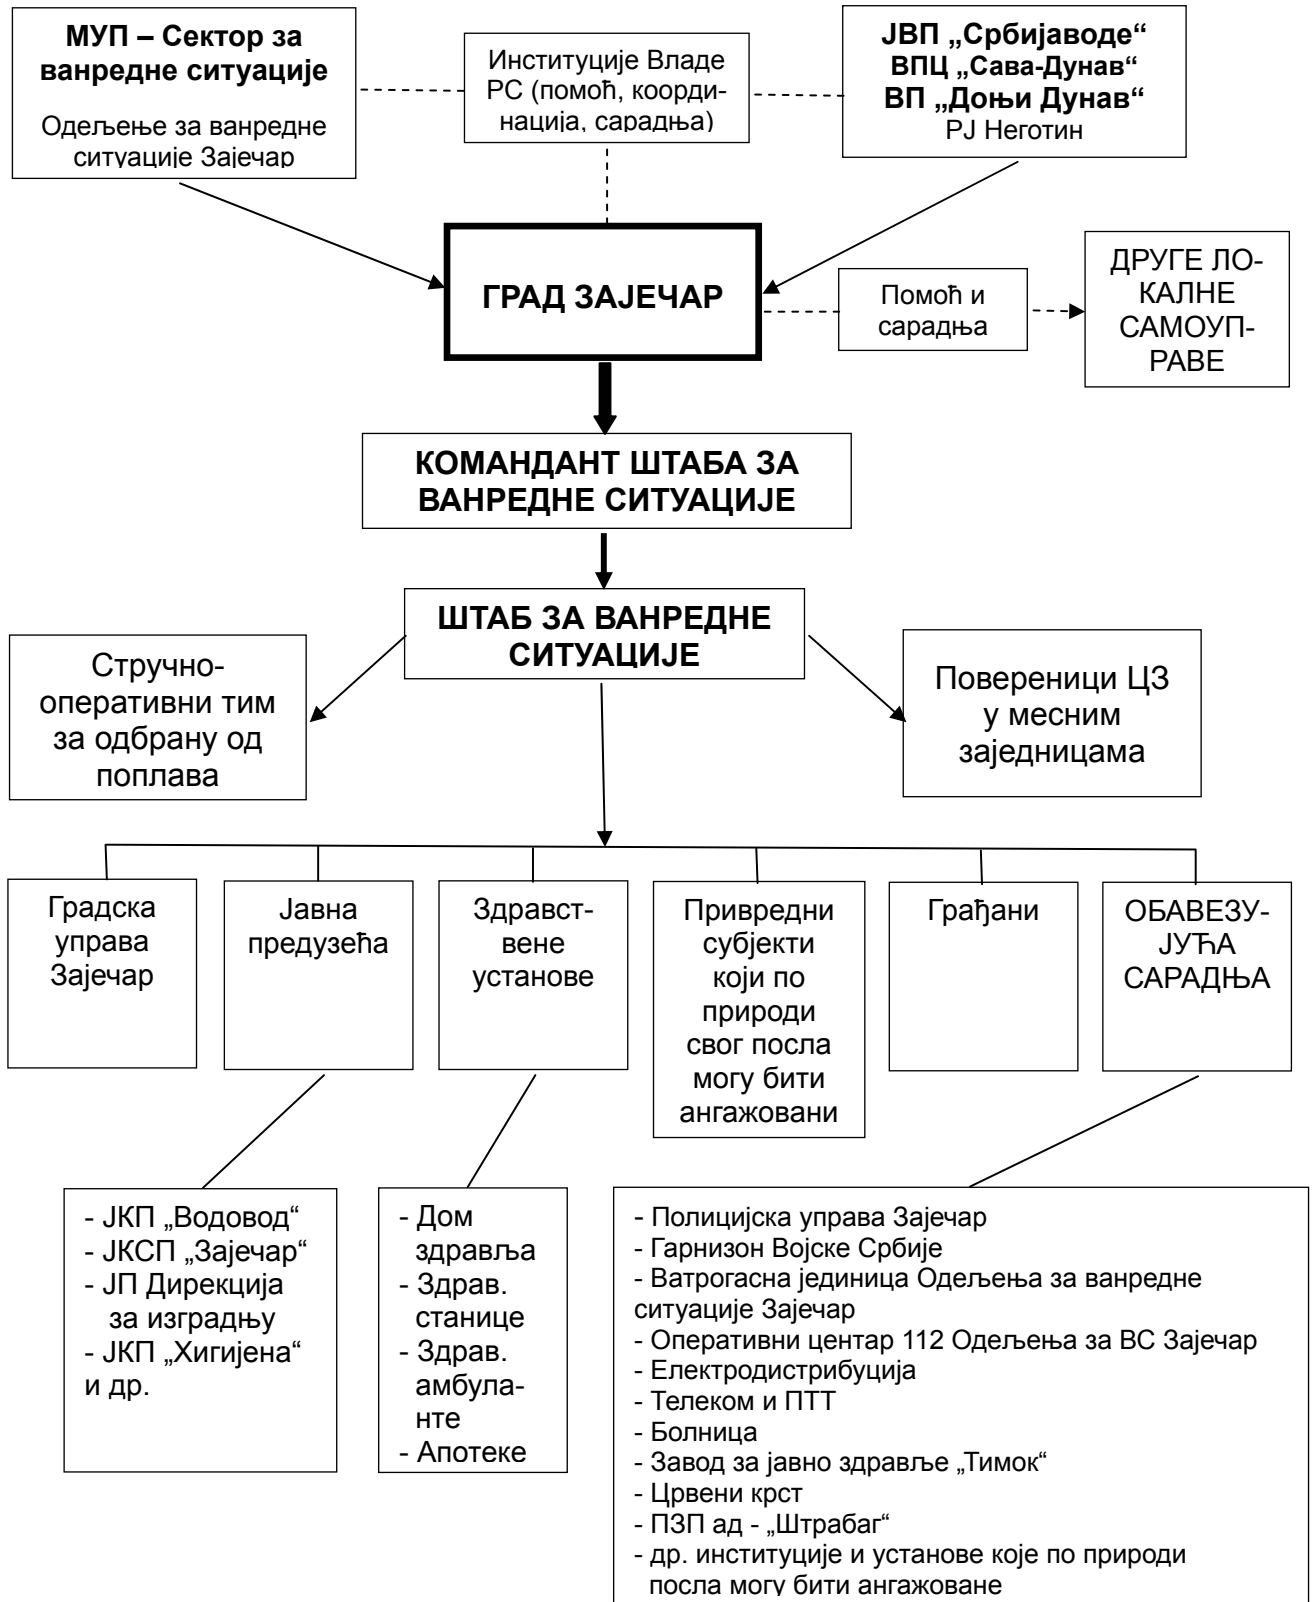 МУП – Сектор за
ванредне ситуације
Одељење за ванредне
ситуације Зајечар
Институције Владе
РС (помоћ, коорди-
нација, сарадња)
ЈВП „Србијаводе“
ВПЦ „Сава-Дунав“
ВП „Доњи Дунав“
РЈ Неготин
ГРАД ЗАЈЕЧАР
Помоћ и
сарадња
ДРУГЕ ЛО-
КАЛНЕ
САМОУП-
РАВЕ
КОМАНДАНТ ШТАБА ЗА
ВАНРЕДНЕ СИТУАЦИЈЕ
ШТАБ ЗА ВАНРЕДНЕ
СИТУАЦИЈЕ
Стручно-
оперативни тим
за одбрану од
поплава
Повереници ЦЗ
у месним
заједницама
Градска
управа
Зајечар
Јавна
предузећа
Здравст-
вене
установе
Привредни
субјекти
који по
природи
свог посла
могу бити
ангажовани
Грађани
ОБАВЕЗУ-
ЈУЋА
САРАДЊА
- ЈКП „Водовод“
- ЈКСП „Зајечар“
- ЈП Дирекција
за изградњу
- ЈКП „Хигијена“
и др.
- Дом
здравља
- Здрав.
станице
- Здрав.
амбула-
нте
- Апотеке
- Полицијска управа Зајечар
- Гарнизон Војске Србије
- Ватрогасна јединица Одељења за ванредне
ситуације Зајечар
- Оперативни центар 112 Одељења за ВС Зајечар
- Електродистрибуција
- Телеком и ПТТ
- Болница
- Завод за јавно здравље „Тимок“
- Црвени крст
- ПЗП ад - „Штрабаг“
- др. институције и установе које по природи
посла могу бити ангажоване